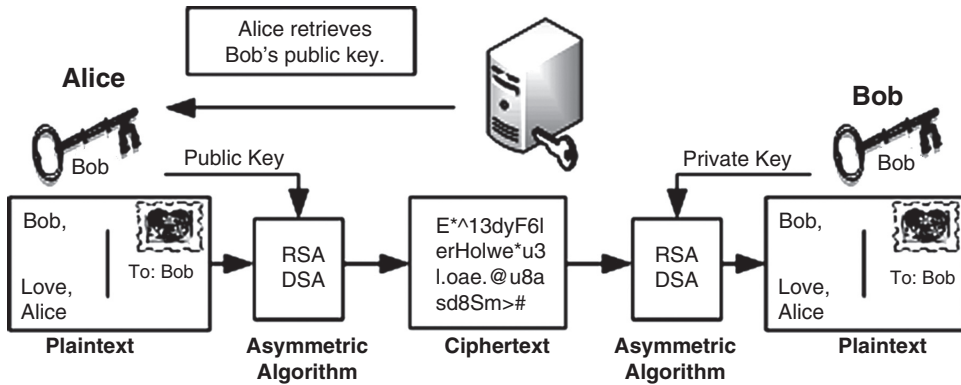 Alice retrieves
Bob's public key.
Alice
Bob
Bob
Public Key
Private Key
Bob
Bob,
To: Bob
Love,
Alice
RSA
DSA
E*^13dyF6l
erHolwe*u3
l.oae.@u8a
sd8Sm>#
RSA
DSA
Bob,
To: Bob
Love,
Alice
Plaintext
Asymmetric
Algorithm
Ciphertext
Asymmetric
Algorithm
Plaintext